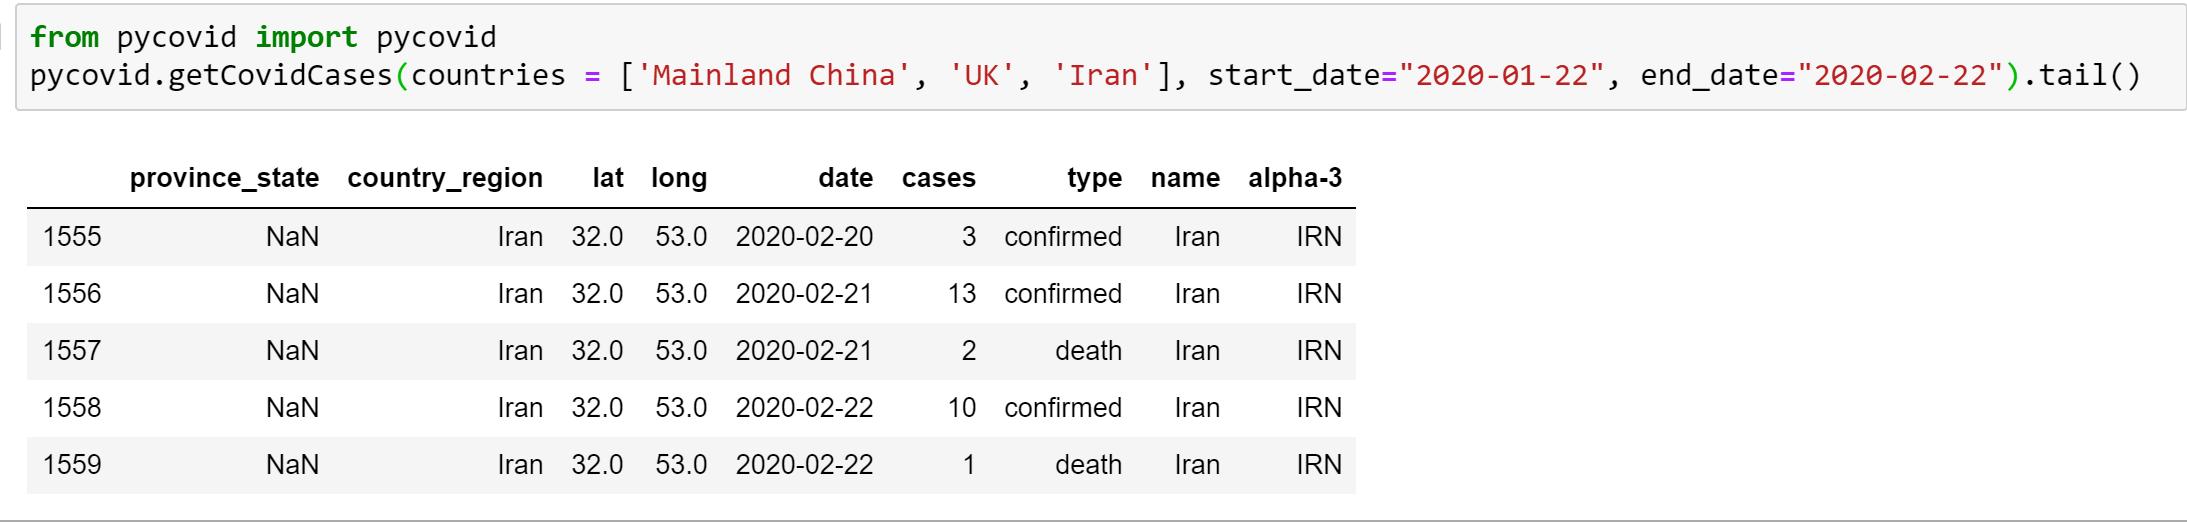 from pycovid import pycovid
pycovid.getCovidCases(countries = ['Mainland China', 'UK', 'Iran'], start_date="2020-01-22", end_date="2020-02-22").tail()
province_state country_region lat long date cases type name alpha-3
1555 NaN Iran 32.0 53.0 2020-02-20 3 confirmed Iran IRN
1556 NaN Iran 32.0 53.0 2020-02-21 13 confirmed Iran IRN
1557 NaN Iran 32.0 53.0 2020-02-21 2 death Iran IRN
1558 NaN Iran 32.0 53.0 2020-02-22 10 confirmed Iran IRN
1559 NaN Iran 32.0 53.0 2020-02-22 1 death Iran IRN